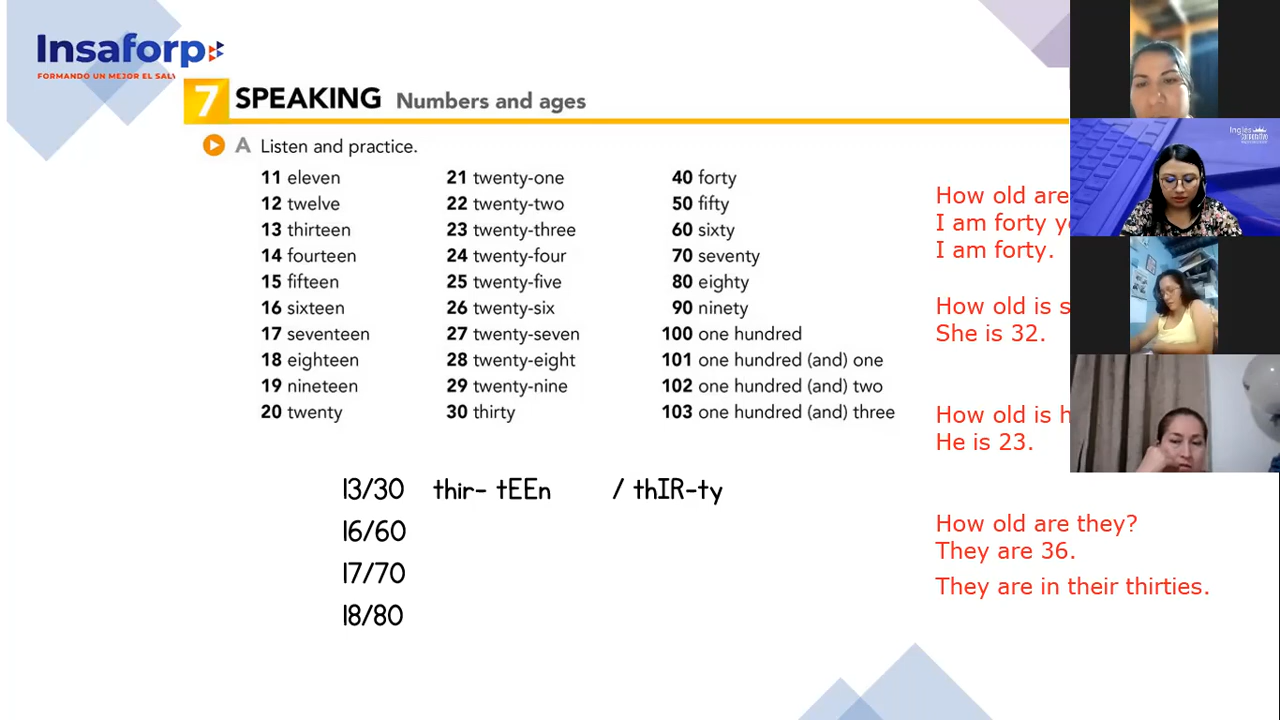 Insaforp
FORMANDO UN MEJOR EL SALV
7 SPEAKING Numbers and ages
A Listen and practice.
11 eleven 21 twenty-one 40 forty
12 twelve 22 twenty-two 50 fifty
13 thirteen 23 twenty-three 60 sixty
14 fourteen 24 twenty-four 70 seventy
15 fifteen 25 twenty-five 80 eighty
16 sixteen 26 twenty-six 90 ninety
17 seventeen 27 twenty-seven 100 one hundred
18 eighteen 28 twenty-eight 101 one hundred (and) one
19 nineteen 29 twenty-nine 102 one hundred (and) two
20 twenty 30 thirty 103 one hundred (and) three
13/30 thir- tEEn / thIR-ty
16/60
17/70
18/80
How old are
I am forty
I am forty.
How old is
She is 32.
How old is
He is 23.
How old are they?
They are 36.
They are in their thirties.